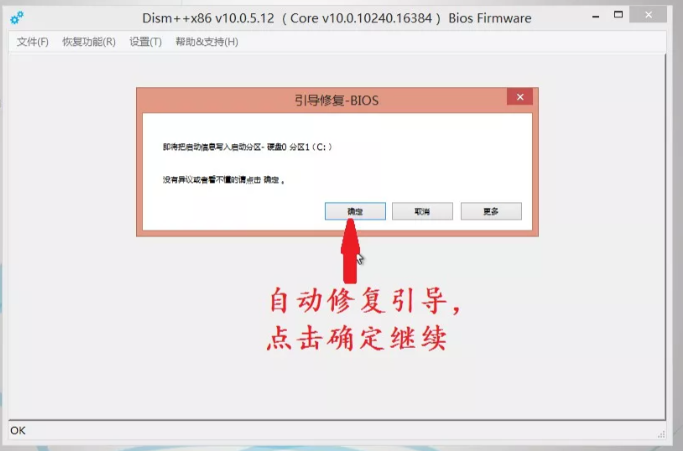 Dism++x86 v10.0.5.12 （Core v10.0.10240.16384 ）Bios Firmware
文件(F) 恢复功能(R) 设置(T) 帮助&支持(H)
引导修复-BIOS
即将把启动信息写入启动分区- 硬盘0 分区1（C:）
没有异议或者看不懂的请点击 确定 。
确定 取消 更多
自动修复引导，
点击确定继续
OK